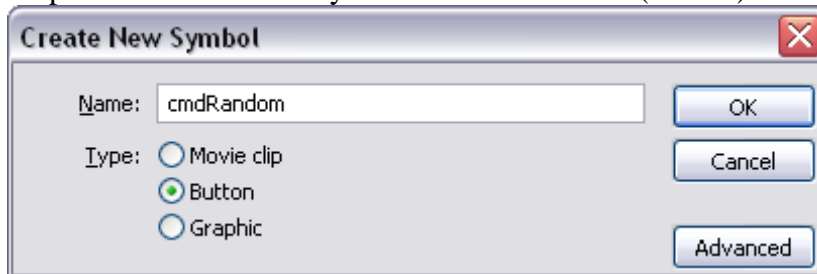 Create New Symbol
Name: cmdRandom
OK
Type: Movie clip
Cancel
Button
Graphic
Advanced